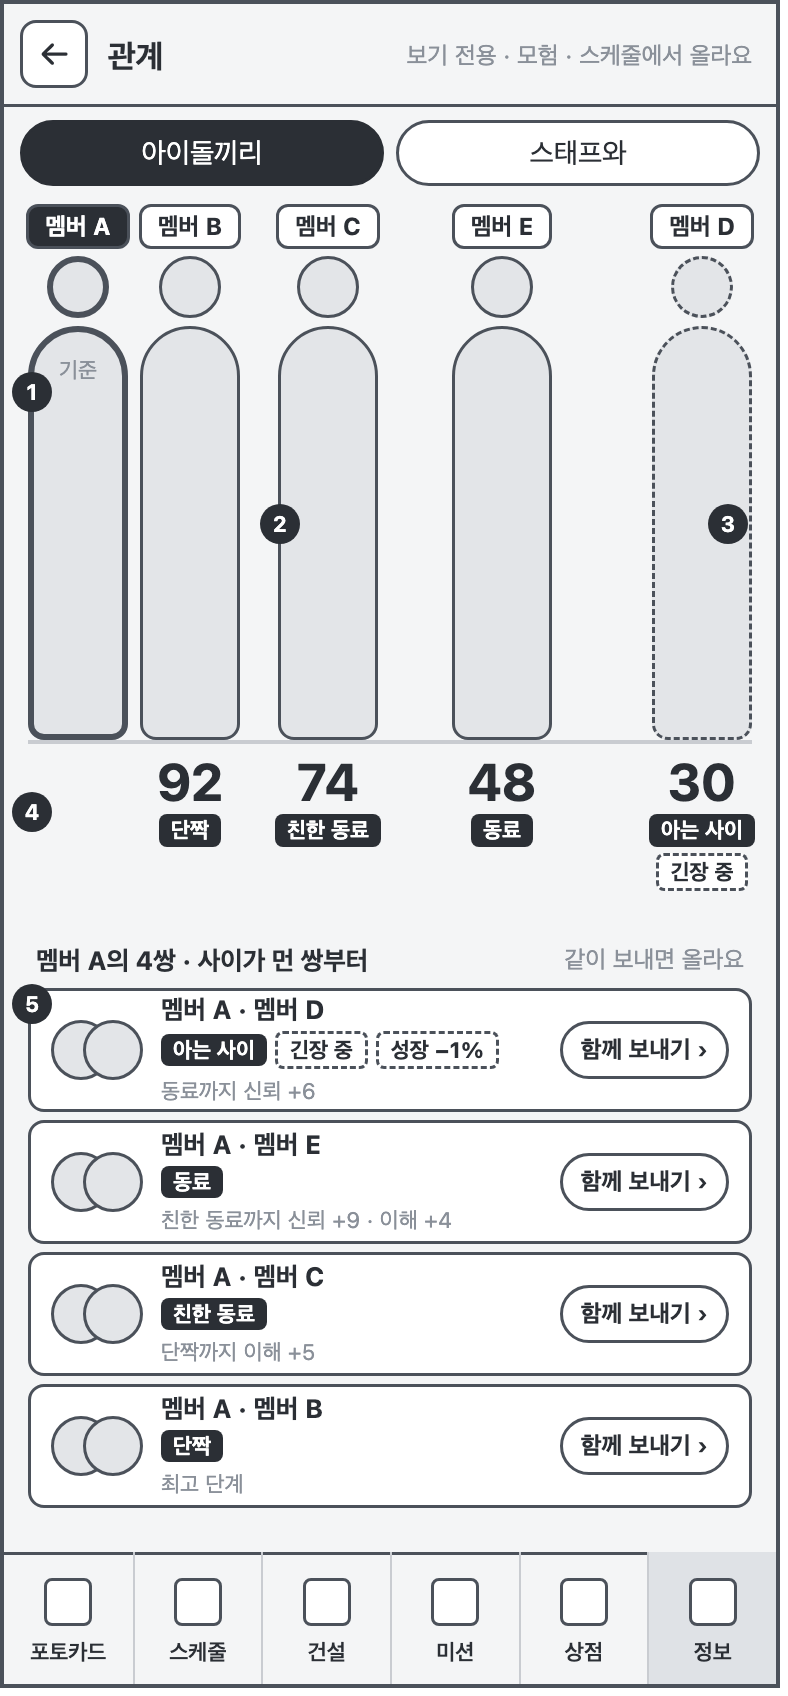 ←
관계
보기 전용 · 모험 · 스케줄에서 올라요
아이돌끼리
스태프와
멤버 A
멤버 B
멤버 C
멤버 E
멤버 D
기준
1
2
3
4
92
74
48
30
단짝
친한 동료
동료
아는 사이
긴장 중
멤버 A의 4쌍 · 사이가 먼 쌍부터
같이 보내면 올라요
5
멤버 A · 멤버 D
아는 사이 긴장 중 성장 −1%
동료까지 신뢰 +6
함께 보내기 ›
멤버 A · 멤버 E
동료
친한 동료까지 신뢰 +9 · 이해 +4
함께 보내기 ›
멤버 A · 멤버 C
친한 동료
단짝까지 이해 +5
함께 보내기 ›
멤버 A · 멤버 B
단짝
최고 단계
함께 보내기 ›
포토카드
스케줄
건설
미션
상점
정보